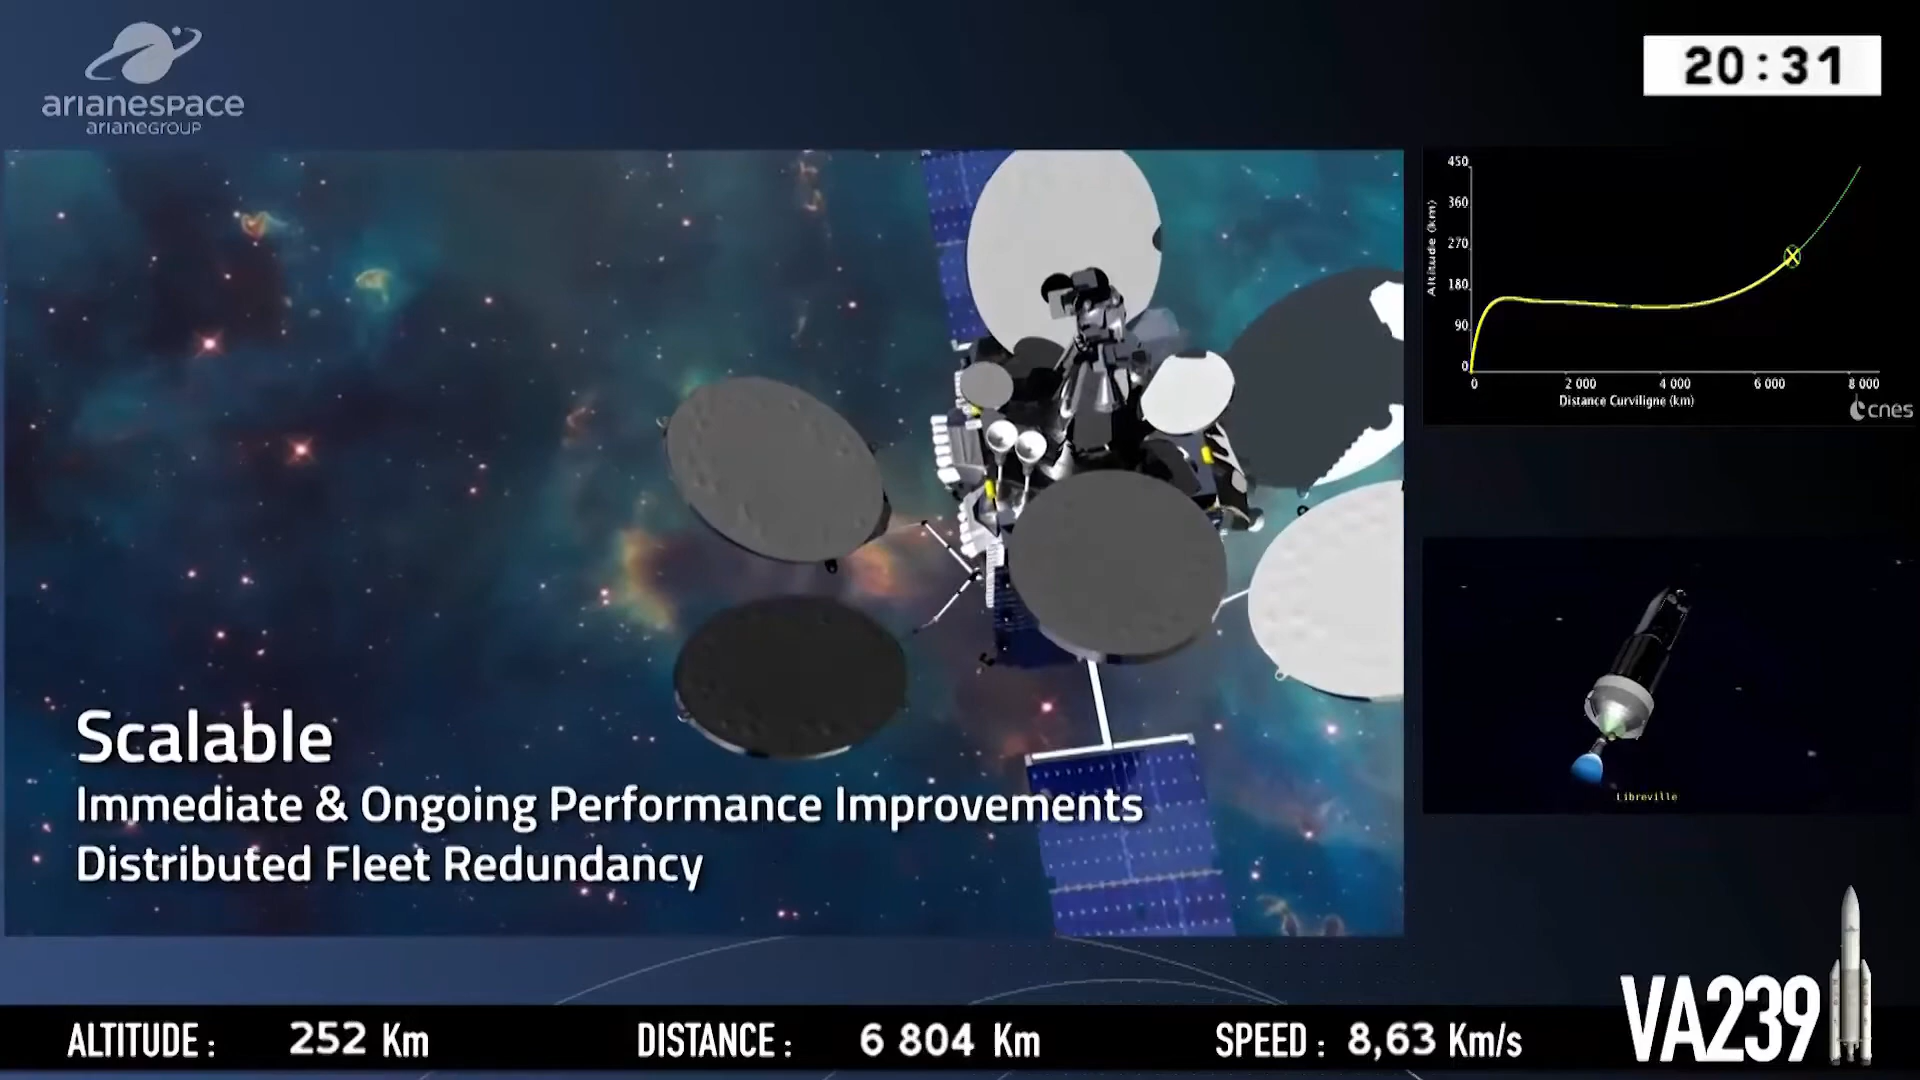 arianespace
arianeGROUP
20:31
450
360
270
180
90
0
Altitude (km)
0 2 000 4 000 6 000 8 000
Distance Curviligne (km)
cnes
Libreville
Scalable
Immediate & Ongoing Performance Improvements
Distributed Fleet Redundancy
VA239
ALTITUDE : 252 Km DISTANCE : 6 804 Km SPEED : 8,63 Km/s